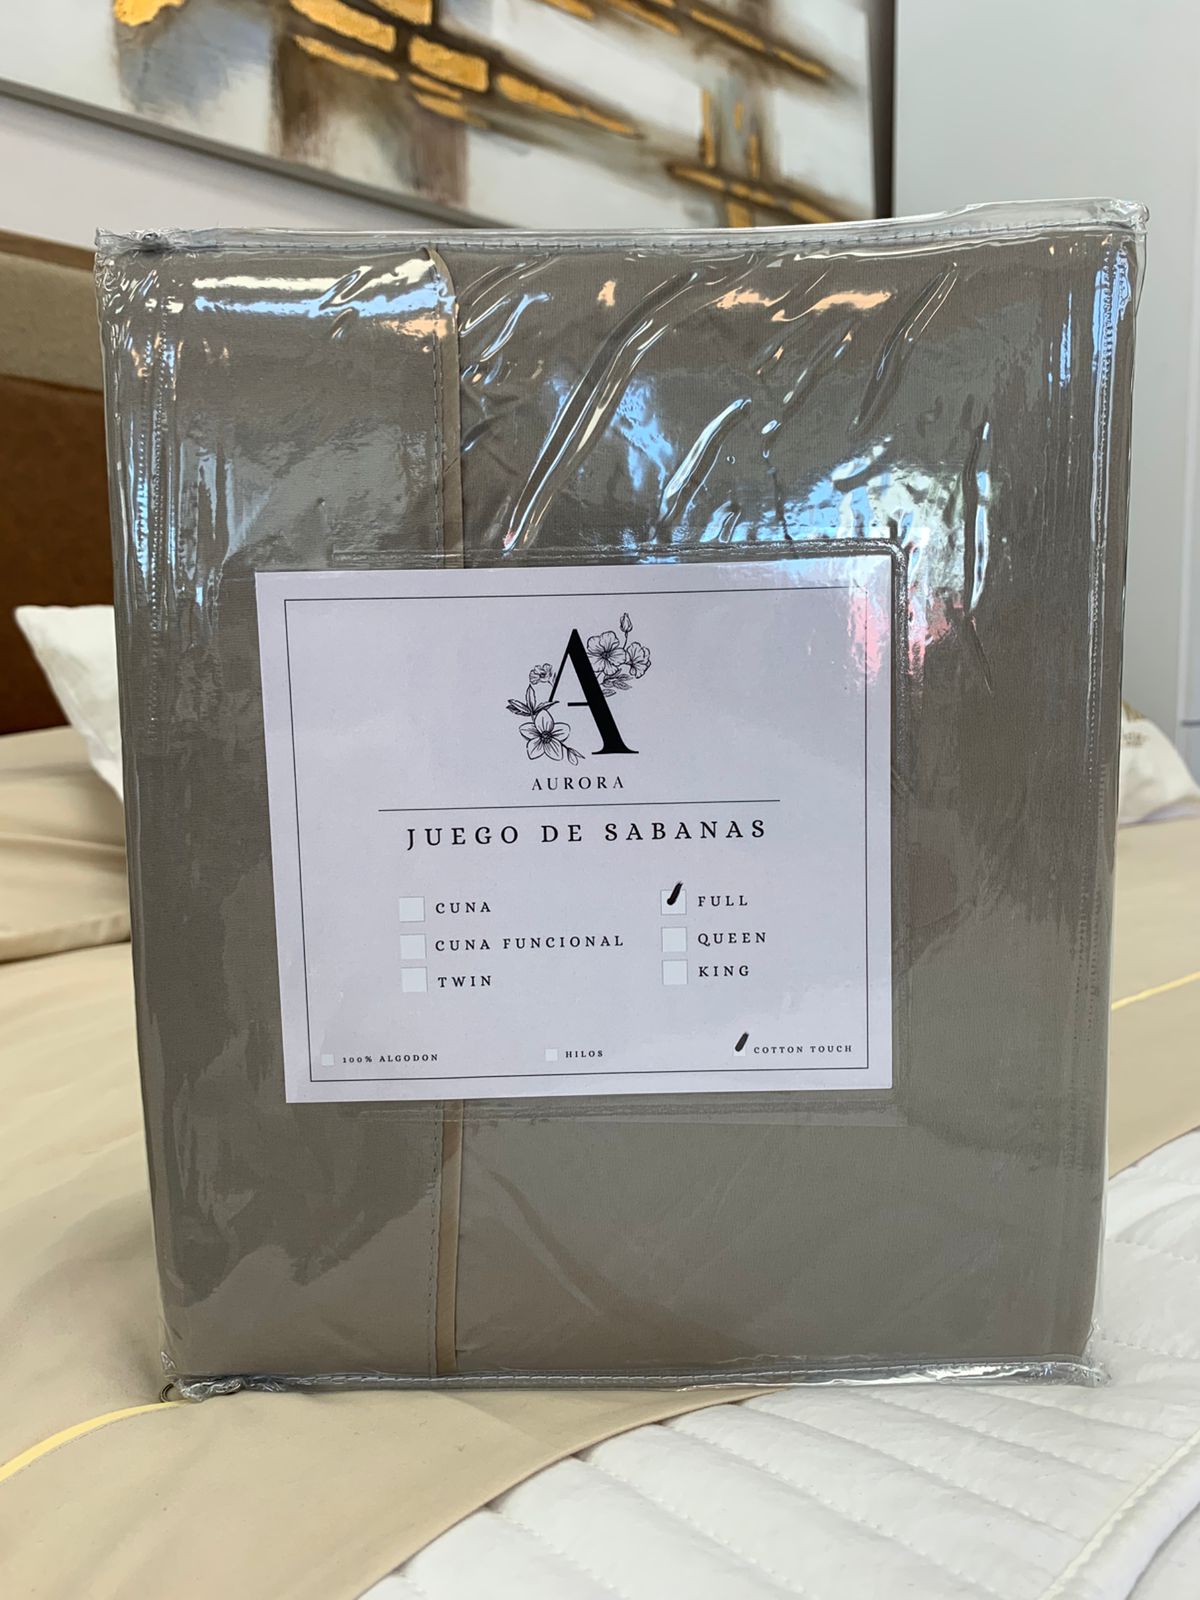 A
AURORA
JUEGO DE SABANAS
CUNA
FULL
CUNA FUNCIONAL
QUEEN
TWIN
KING
100% ALGODON
HILOS
COTTON TOUCH